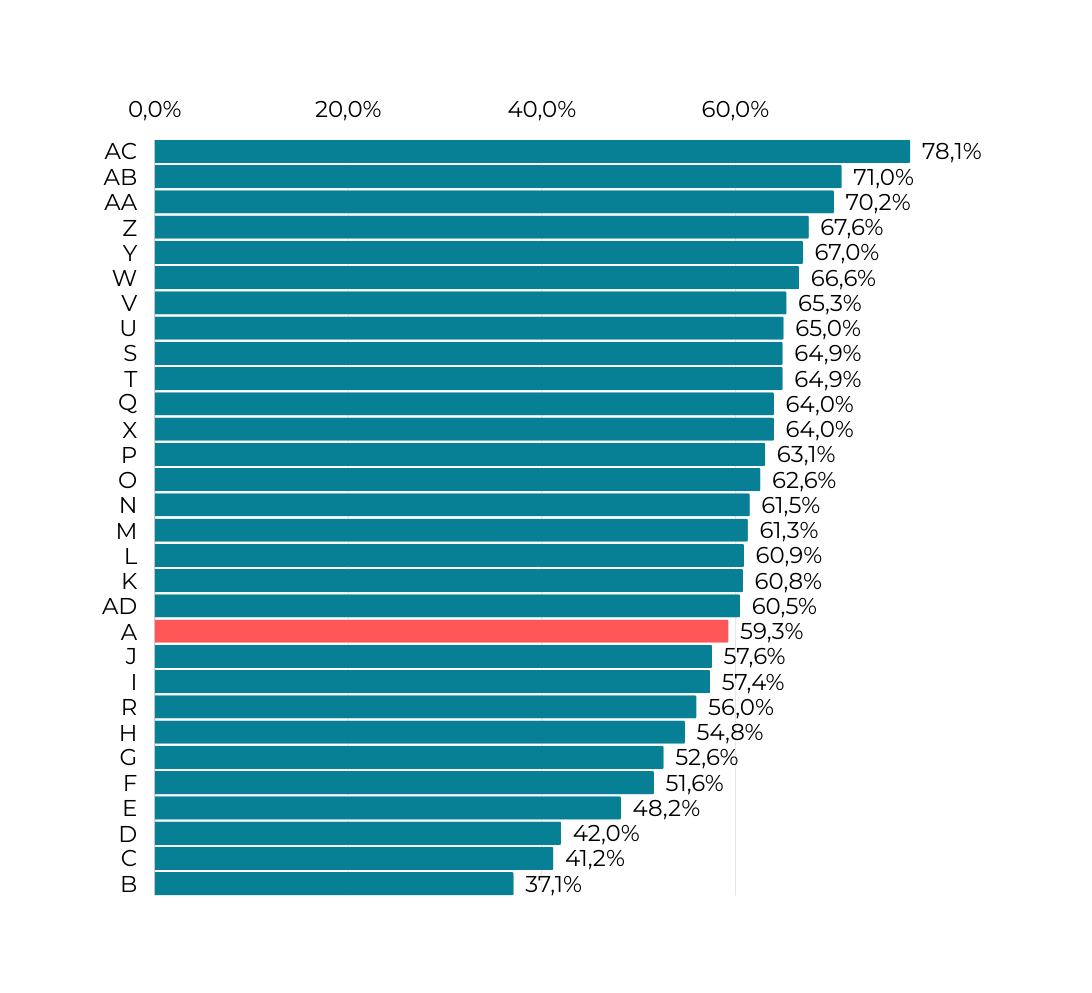 0,0% 20,0% 40,0% 60,0%
AC 78,1%
AB 71,0%
AA 70,2%
Z 67,6%
Y 67,0%
W 66,6%
V 65,3%
U 65,0%
S 64,9%
T 64,9%
Q 64,0%
X 64,0%
P 63,1%
O 62,6%
N 61,5%
M 61,3%
L 60,9%
K 60,8%
AD 60,5%
A 59,3%
J 57,6%
I 57,4%
R 56,0%
H 54,8%
G 52,6%
F 51,6%
E 48,2%
D 42,0%
C 41,2%
B 37,1%